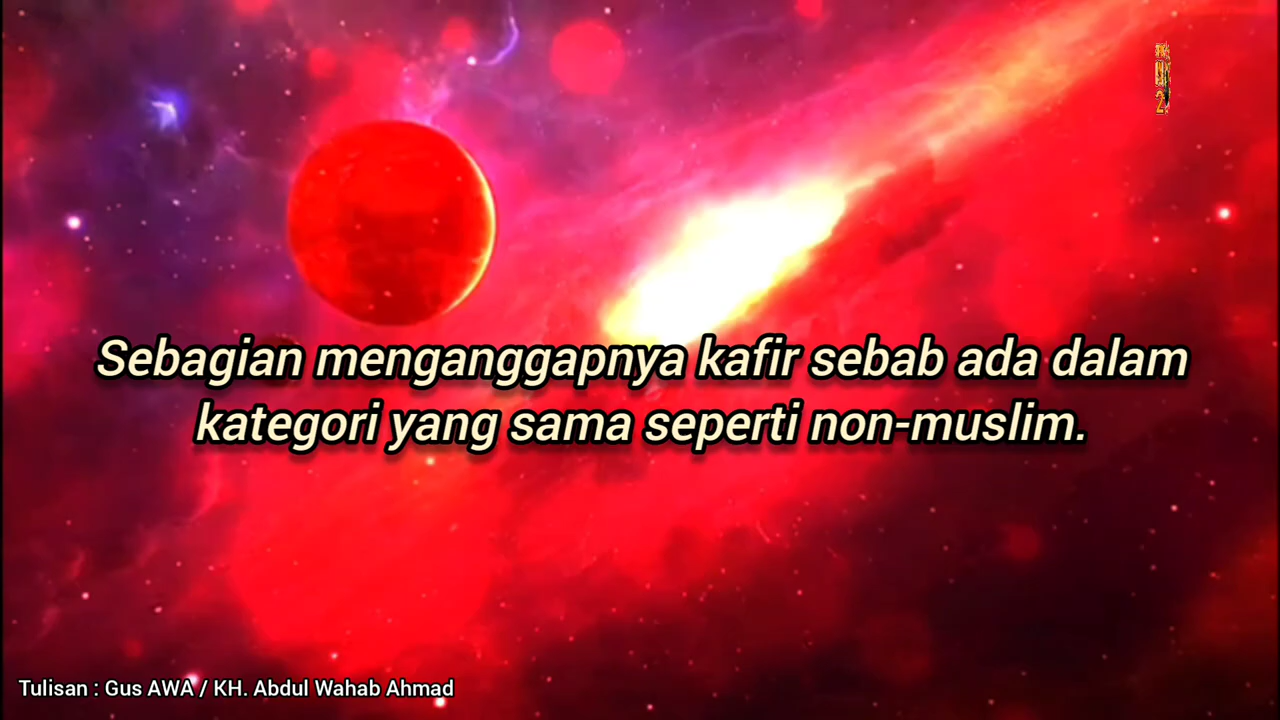 Sebagian menganggapnya kafir sebab ada dalam
kategori yang sama seperti non-muslim.
Tulisan : Gus AWA / KH. Abdul Wahab Ahmad